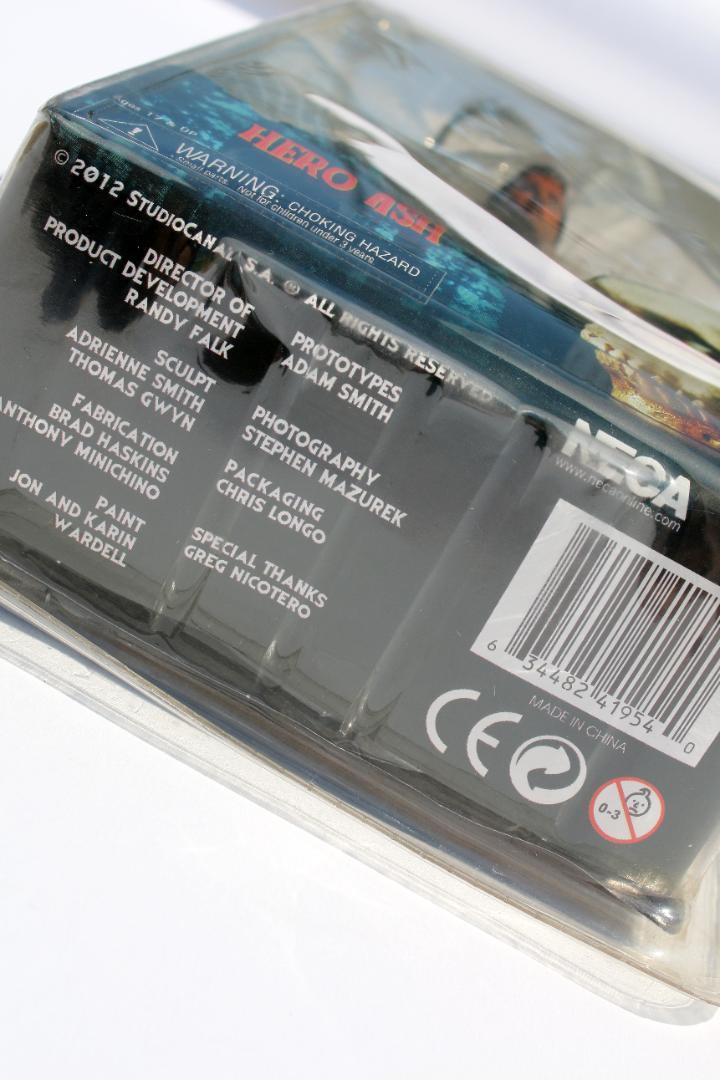 Ages 17 & UP
HERO ASH
WARNING: CHOKING HAZARD
Small parts. Not for children under 3 years
© 2012 STUDIOCANAL S.A. ® ALL RIGHTS RESERVED
DIRECTOR OF
PRODUCT DEVELOPMENT
RANDY FALK
SCULPT
ADRIENNE SMITH
THOMAS GWYN
FABRICATION
BRAD HASKINS
ANTHONY MINICHINO
PAINT
JON AND KARIN
WARDELL
PROTOTYPES
ADAM SMITH
PHOTOGRAPHY
STEPHEN MAZUREK
PACKAGING
CHRIS LONGO
SPECIAL THANKS
GREG NICOTERO
NECA
www.necaonline.com
6 34482 41954 0
MADE IN CHINA
CE
0-3